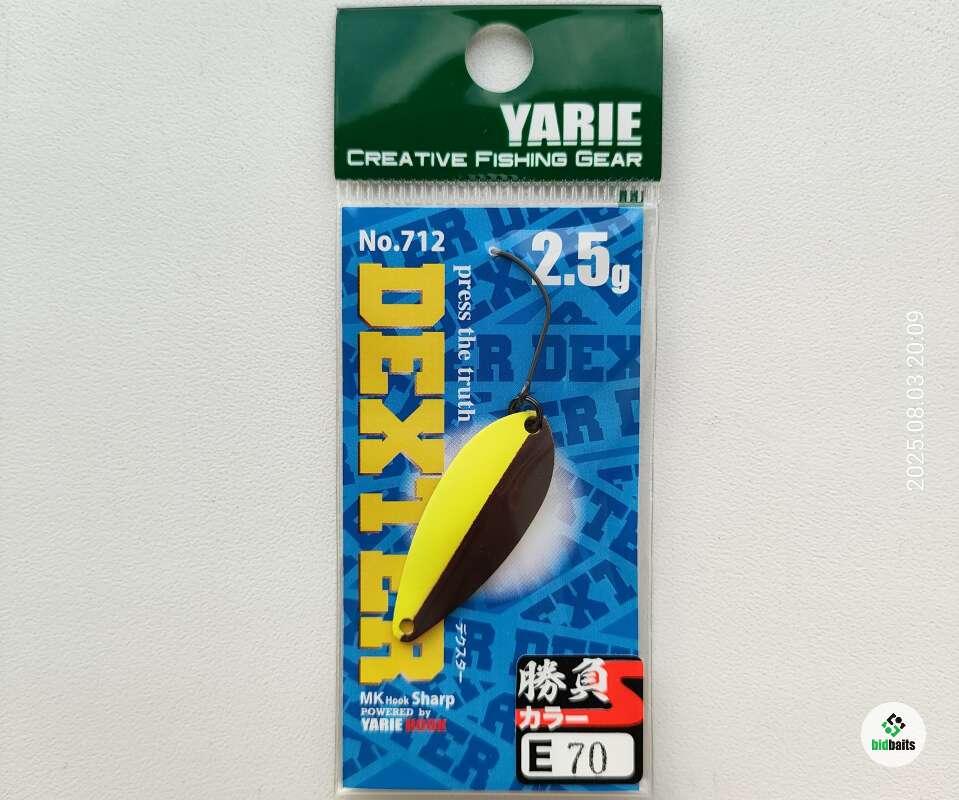 YARIE
CREATIVE FISHING GEAR
No.712
2.5g
DEXTER
press the truth
デクスター
MK Hook Sharp
POWERED by
YARIE HOOK
勝負S
カラー
E 70
2025.08.03 20:09
bidbaits